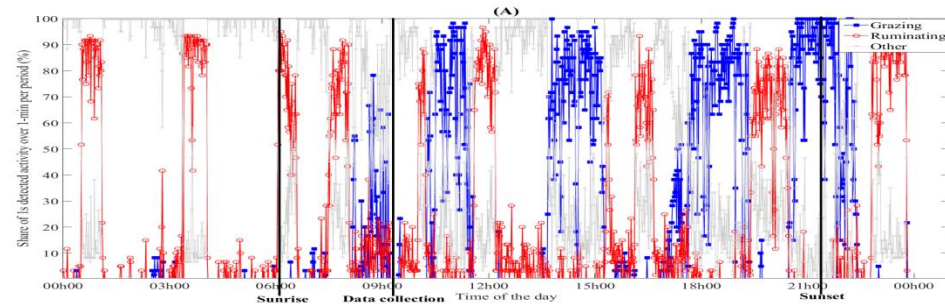 (A)
Share of 1s detected activity over 1-min per period (%)
100
90
80
70
60
50
40
30
20
10
Grazing
Ruminating
Other
000h00
03h00
06h00
09h00
12h00
15h00
18h00
21h00
00h00
Sunrise
Data collection
Time of the day
Sunset